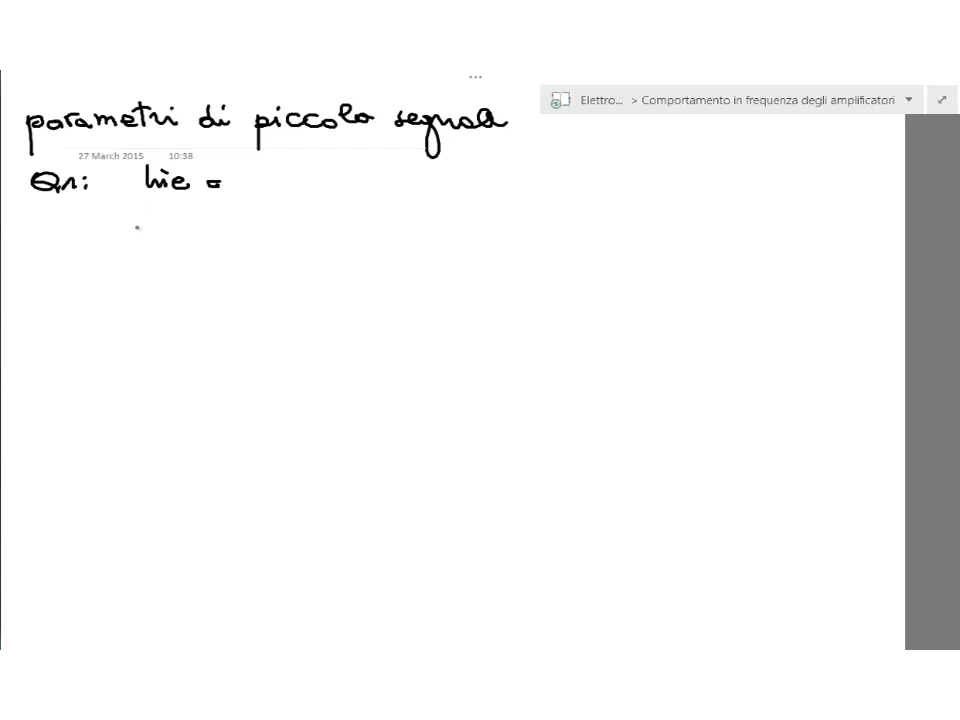 ...
Elettro... > Comportamento in frequenza degli amplificatori
parametri di piccolo segnale
27 March 2015 10:38
Q1: hie =